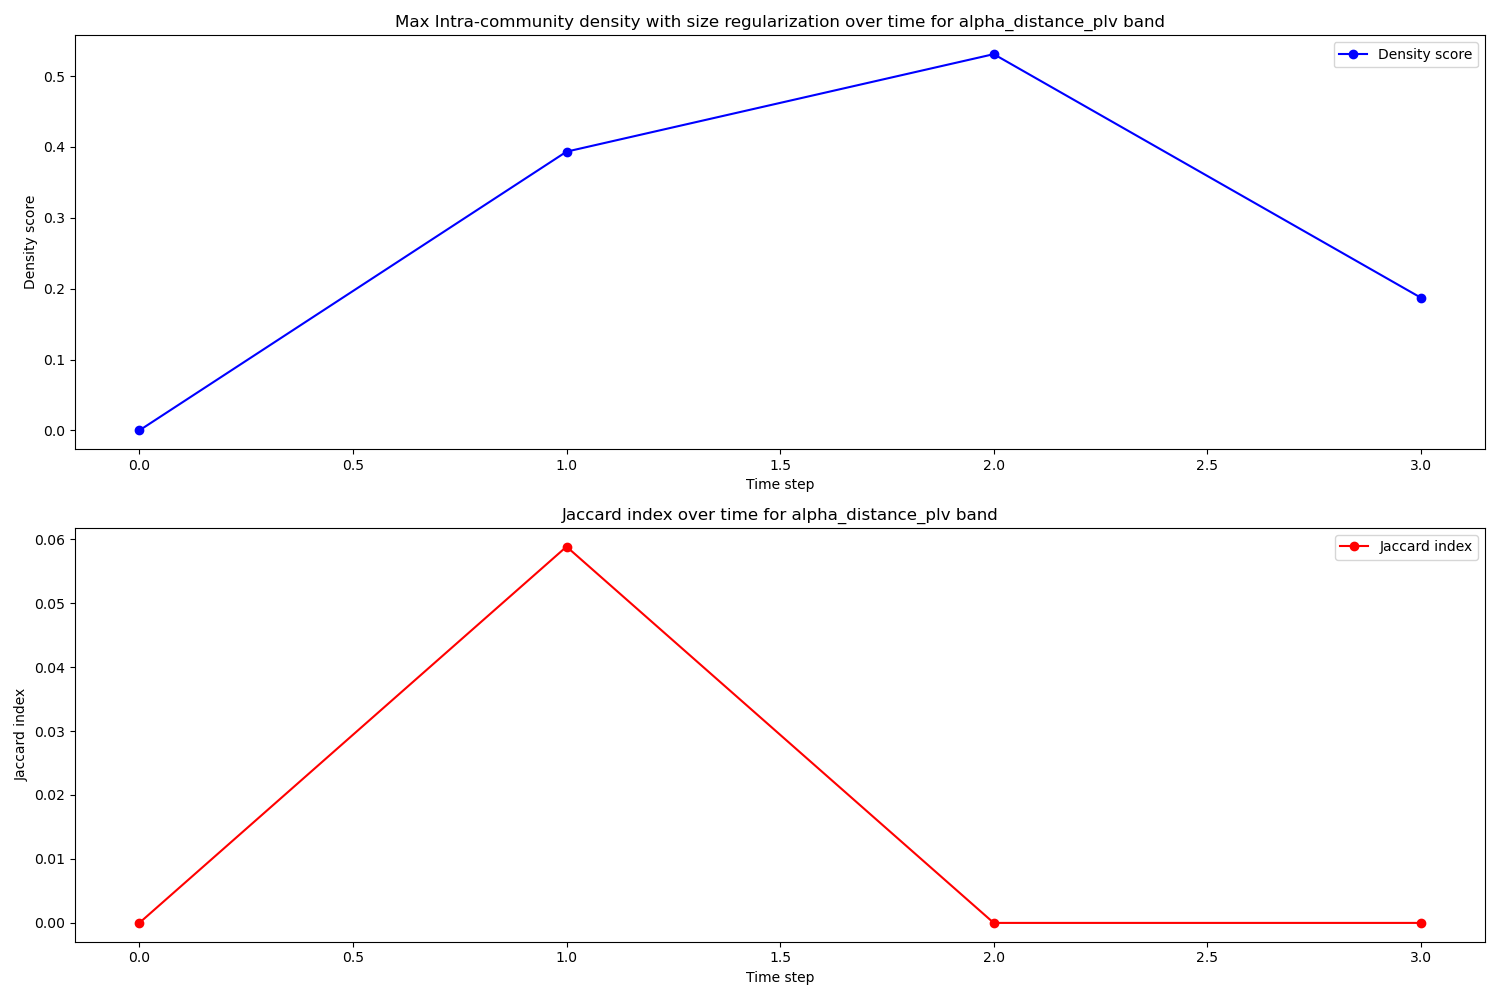 Max Intra-community density with size regularization over time for alpha_distance_plv band
Density score
0.5
0.4
0.3
0.2
0.1
0.0
Density score
0.0 0.5 1.0 1.5 2.0 2.5 3.0
Time step
Jaccard index over time for alpha_distance_plv band
Jaccard index
0.06
0.05
0.04
0.03
0.02
0.01
0.00
Jaccard index
0.0 0.5 1.0 1.5 2.0 2.5 3.0
Time step